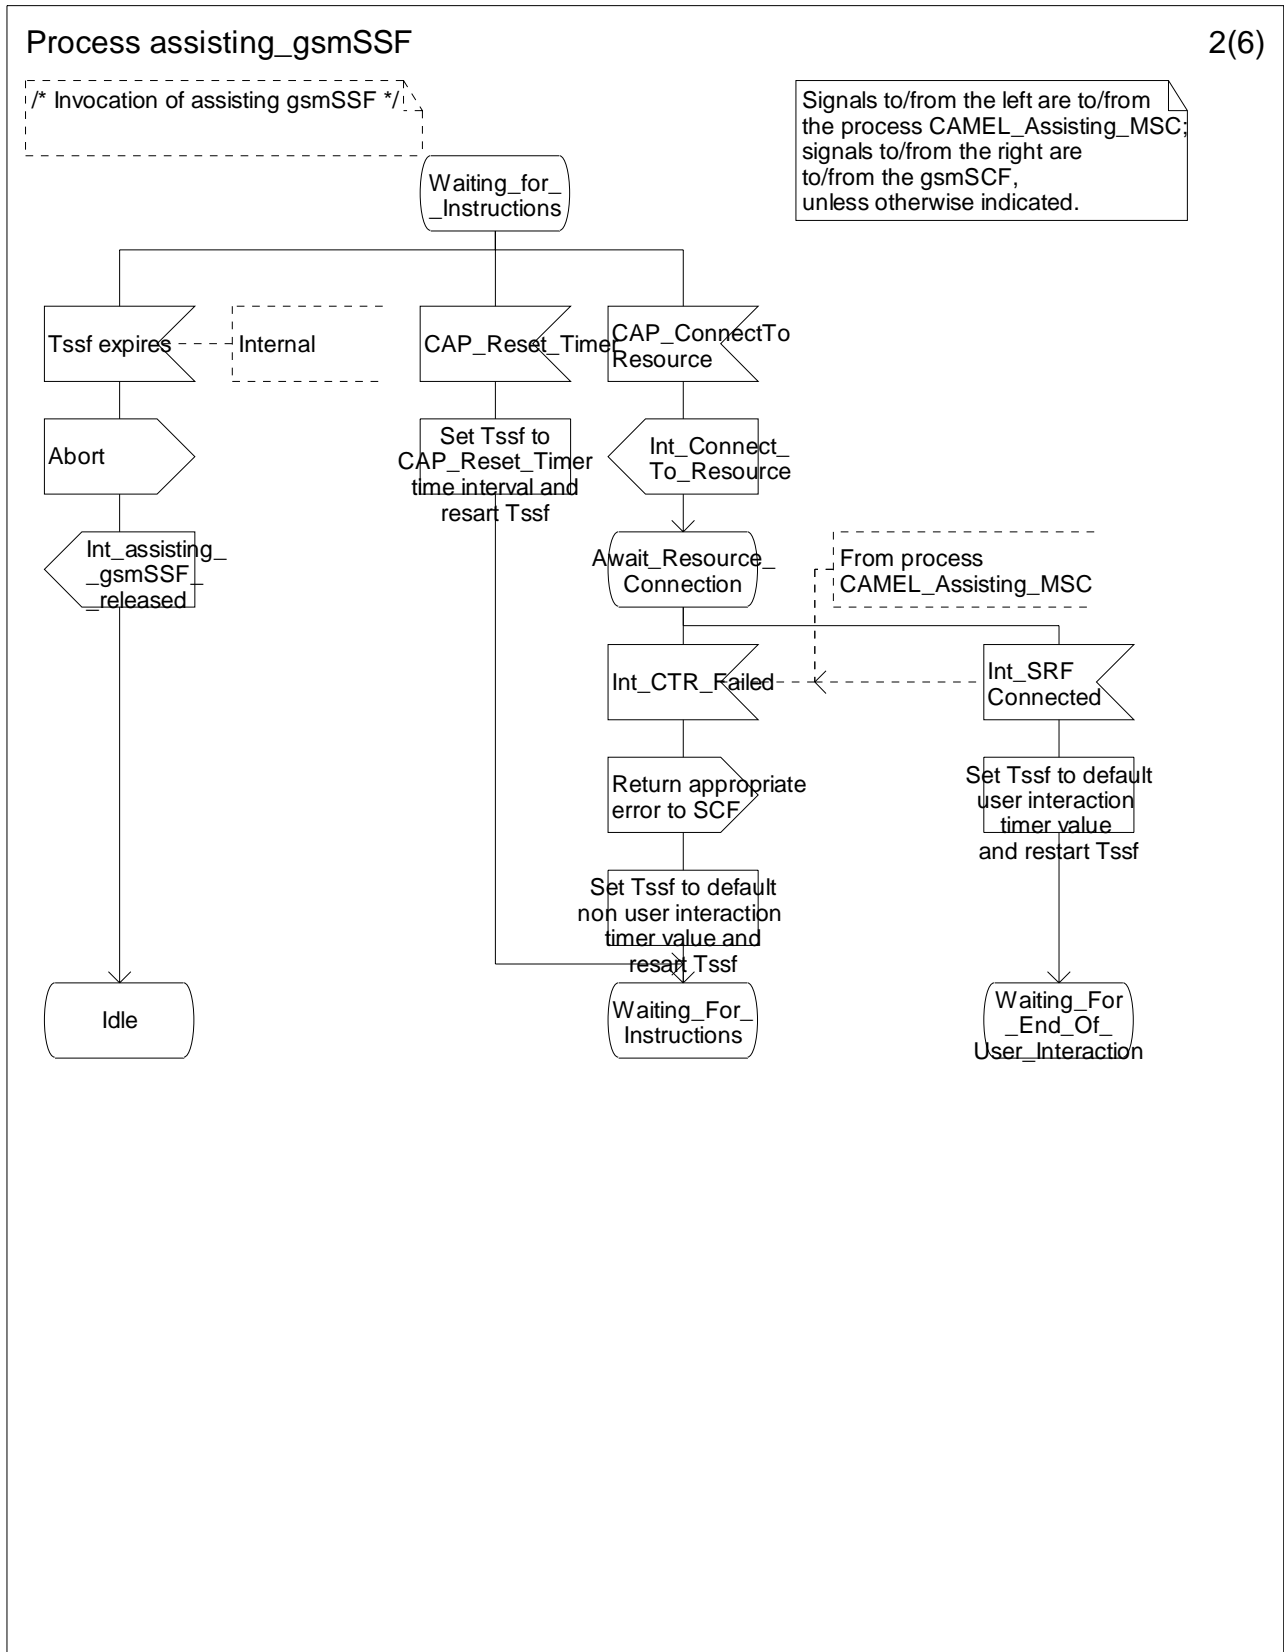 Process assisting_gsmSSF
2(6)
/* Invocation of assisting gsmSSF */
Signals to/from the left are to/from
the process CAMEL_Assisting_MSC;
signals to/from the right are
to/from the gsmSCF,
unless otherwise indicated.
Waiting_for_
_Instructions
Tssf expires
Internal
CAP_Reset_Timer
CAP_ConnectTo
Resource
Abort
Set Tssf to
CAP_Reset_Timer
time interval and
resart Tssf
Int_Connect_
To_Resource
Int_assisting_
_gsmSSF_
_released
Await_Resource_
Connection
From process
CAMEL_Assisting_MSC
Int_CTR_Failed
Int_SRF
Connected
Return appropriate
error to SCF
Set Tssf to default
user interaction
timer value
and restart Tssf
Set Tssf to default
non user interaction
timer value and
resart Tssf
Idle
Waiting_For_
Instructions
Waiting_For
_End_Of_
User_Interaction